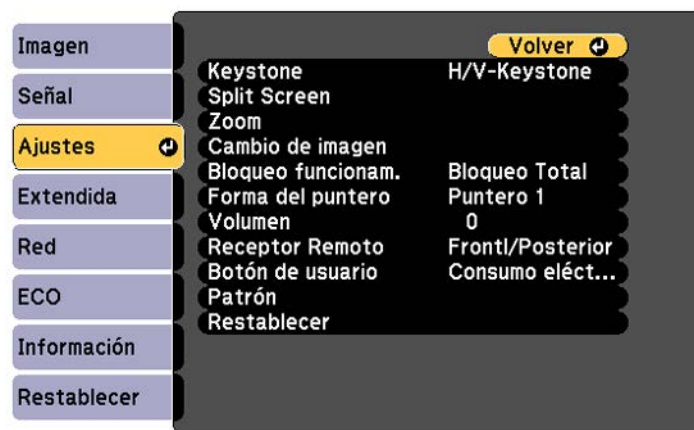 Imagen
Señal
Ajustes
Extendida
Red
ECO
Información
Restablecer
Volver
Keystone H/V-Keystone
Split Screen
Zoom
Cambio de imagen
Bloqueo funcionam. Bloqueo Total
Forma del puntero Puntero 1
Volumen 0
Receptor Remoto Frontl/Posterior
Botón de usuario Consumo eléct...
Patrón
Restablecer